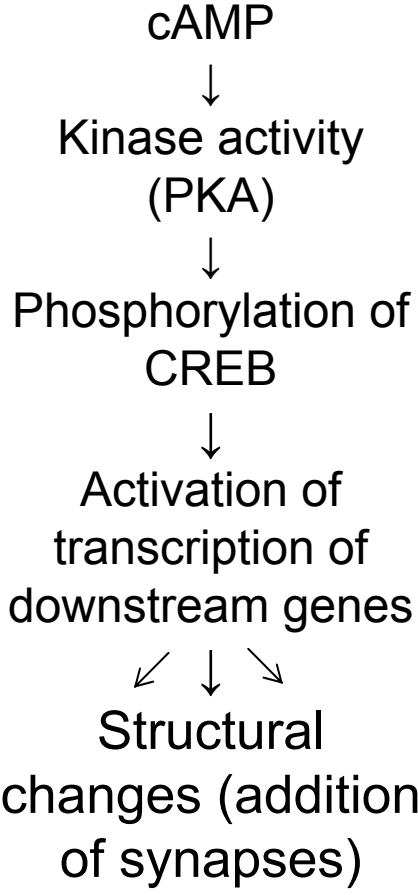 cAMP
↓
Kinase activity
(PKA)
↓
Phosphorylation of
CREB
↓
Activation of
transcription of
downstream genes
↙ ↓ ↘
Structural
changes (addition
of synapses)